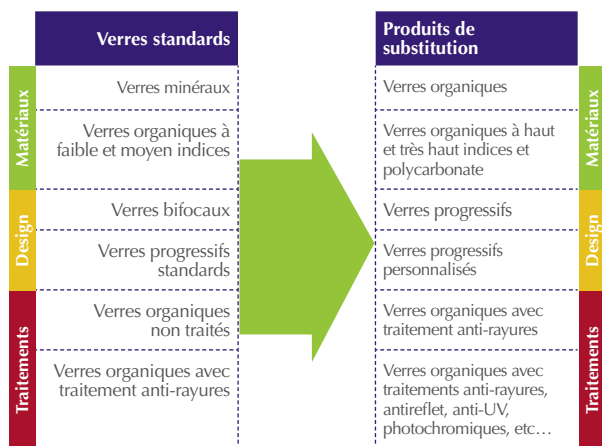 Verres standards
Produits de
substitution
Matériaux
Verres minéraux
Verres organiques
Matériaux
Verres organiques à
faible et moyen indices
Verres organiques à haut
et très haut indices et
polycarbonate
Design
Verres bifocaux
Verres progressifs
Design
Verres progressifs
standards
Verres progressifs
personnalisés
Traitements
Verres organiques
non traités
Verres organiques avec
traitement anti-rayures
Traitements
Verres organiques avec
traitement anti-rayures
Verres organiques avec
traitements anti-rayures,
antireflet, anti-UV,
photochromiques, etc…